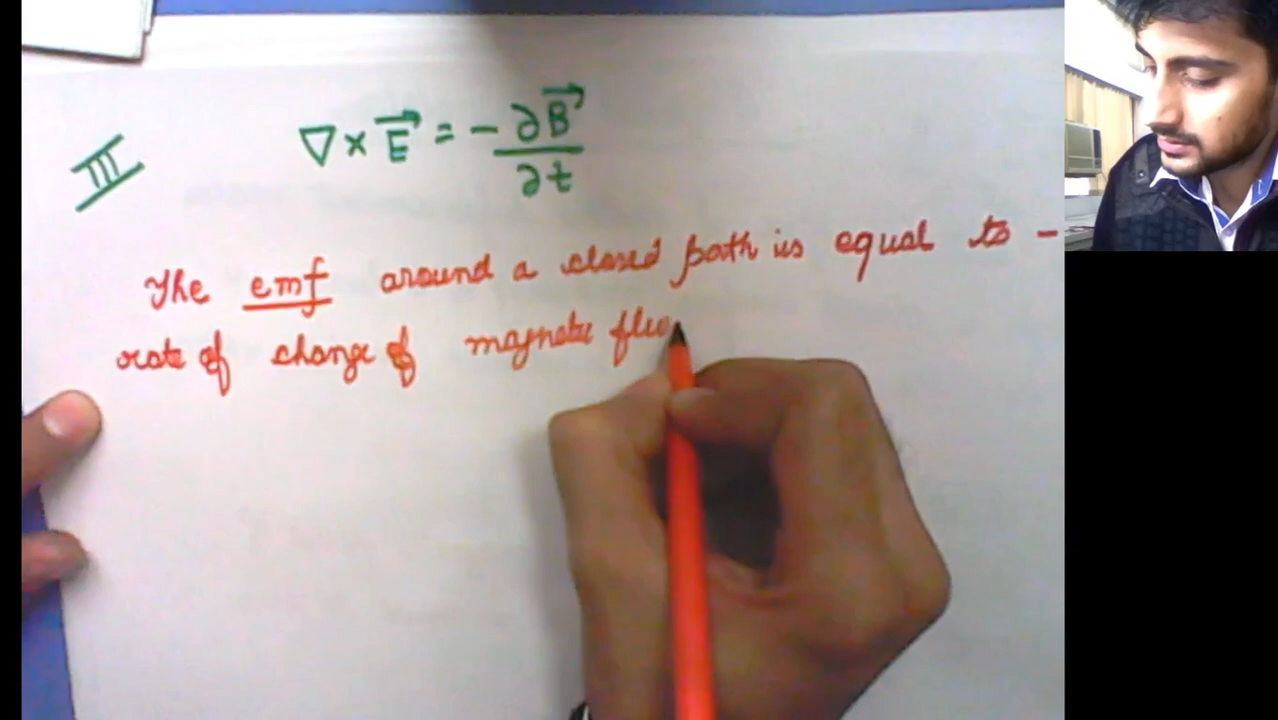 III
∇ × E⃗ = - ∂B⃗ / ∂t
The emf around a closed path is equal to -
rate of change of magnetic flu